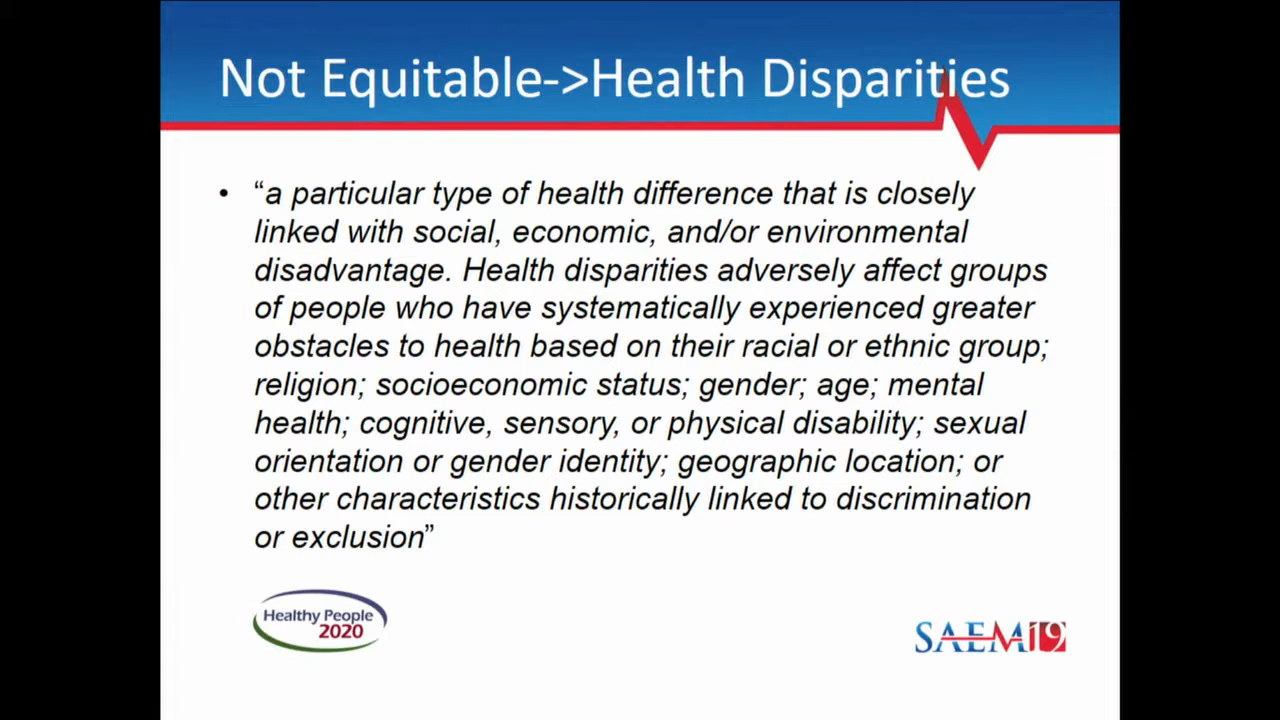 Not Equitable->Health Disparities
• “a particular type of health difference that is closely
linked with social, economic, and/or environmental
disadvantage. Health disparities adversely affect groups
of people who have systematically experienced greater
obstacles to health based on their racial or ethnic group;
religion; socioeconomic status; gender; age; mental
health; cognitive, sensory, or physical disability; sexual
orientation or gender identity; geographic location; or
other characteristics historically linked to discrimination
or exclusion”
Healthy People
2020
SAEM19